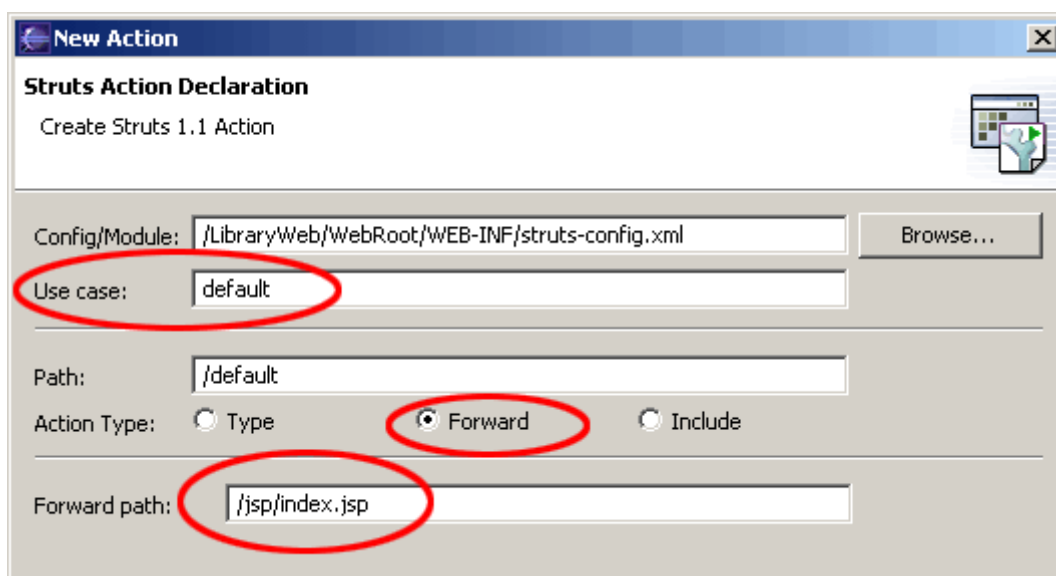 New Action
Struts Action Declaration
Create Struts 1.1 Action
Config/Module: /LibraryWeb/WebRoot/WEB-INF/struts-config.xml Browse...
Use case: default
Path: /default
Action Type: Type Forward Include
Forward path: /jsp/index.jsp